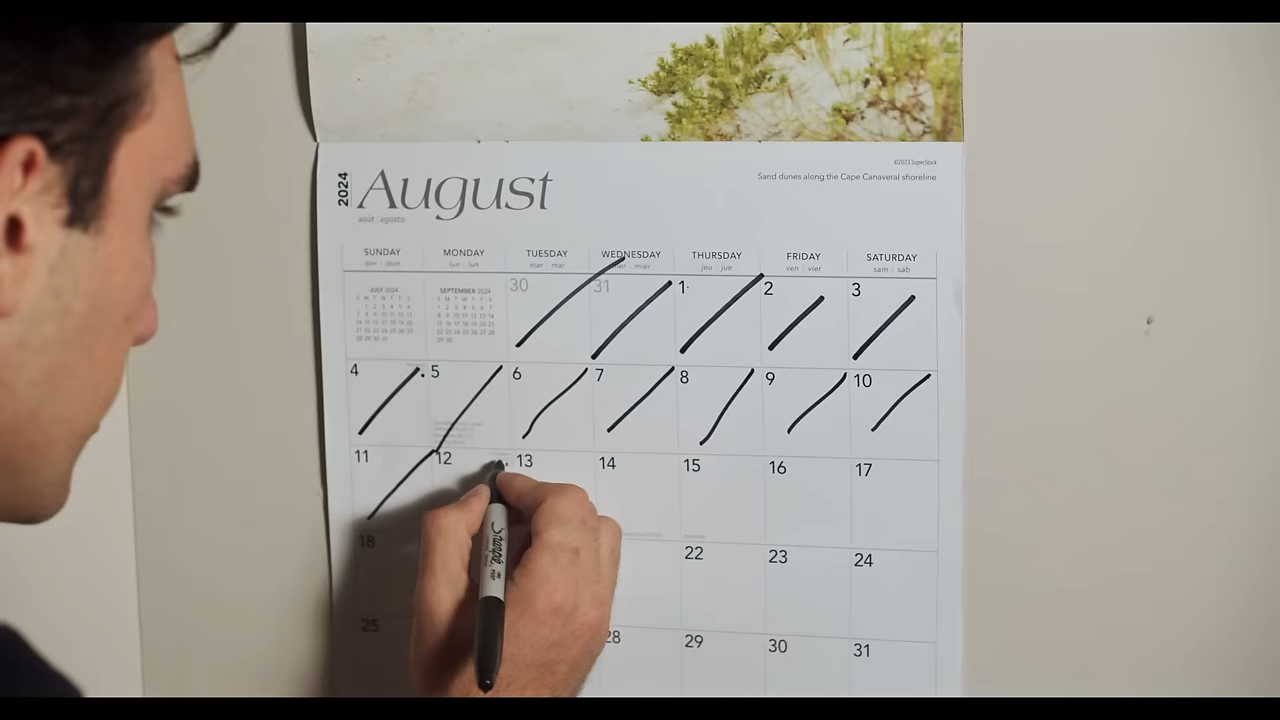 ©2023 SuperStock
Sand dunes along the Cape Canaveral shoreline
2024 August
août | agosto
SUNDAY MONDAY TUESDAY WEDNESDAY THURSDAY FRIDAY SATURDAY
dim | dom lun | lun mar | mar mer | miér jeu | jue ven | vier sam | sáb
JULY 2024 SEPTEMBER 2024
30 31 1 2 3
4 5 6 7 8 9 10
11 12 13 14 15 16 17
18 22 23 24
25 28 29 30 31
Sharpie